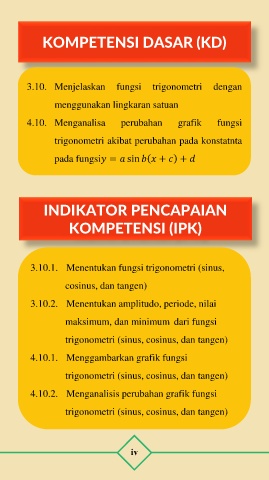 KOMPETENSI DASAR (KD)
3.10. Menjelaskan fungsi trigonometri dengan
menggunakan lingkaran satuan
4.10. Menganalisa perubahan grafik fungsi
trigonometri akibat perubahan pada konstatnta
pada fungsiy = a sin b(x + c) + d
INDIKATOR PENCAPAIAN
KOMPETENSI (IPK)
3.10.1. Menentukan fungsi trigonometri (sinus,
cosinus, dan tangen)
3.10.2. Menentukan amplitudo, periode, nilai
maksimum, dan minimum dari fungsi
trigonometri (sinus, cosinus, dan tangen)
4.10.1. Menggambarkan grafik fungsi
trigonometri (sinus, cosinus, dan tangen)
4.10.2. Menganalisis perubahan grafik fungsi
trigonometri (sinus, cosinus, dan tangen)
iv